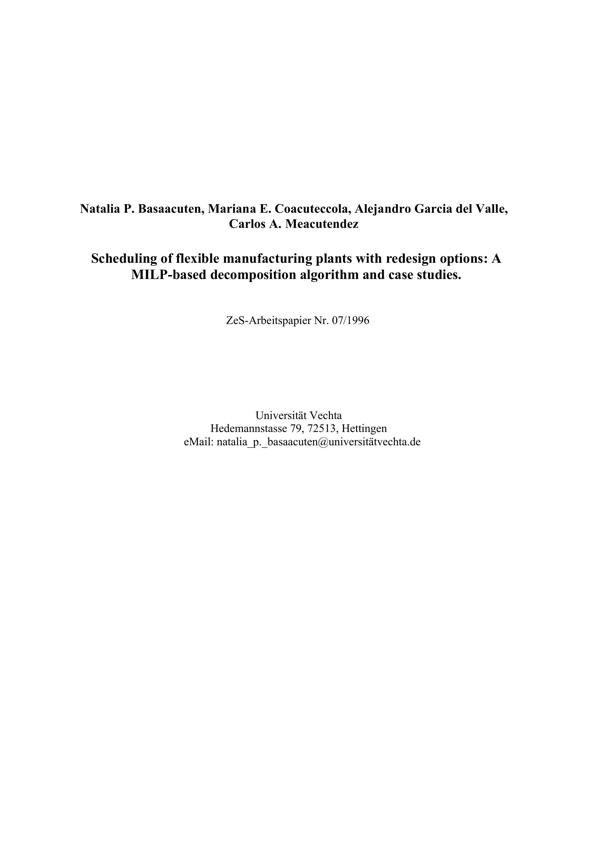 Natalia P. Basaacuten, Mariana E. Coacuteccola, Alejandro Garcia del Valle,
Carlos A. Meacutendez
Scheduling of flexible manufacturing plants with redesign options: A
MILP-based decomposition algorithm and case studies.
ZeS-Arbeitspapier Nr. 07/1996
Universität Vechta
Hedemannstasse 79, 72513, Hettingen
eMail: natalia_p._basaacuten@universitätvechta.de